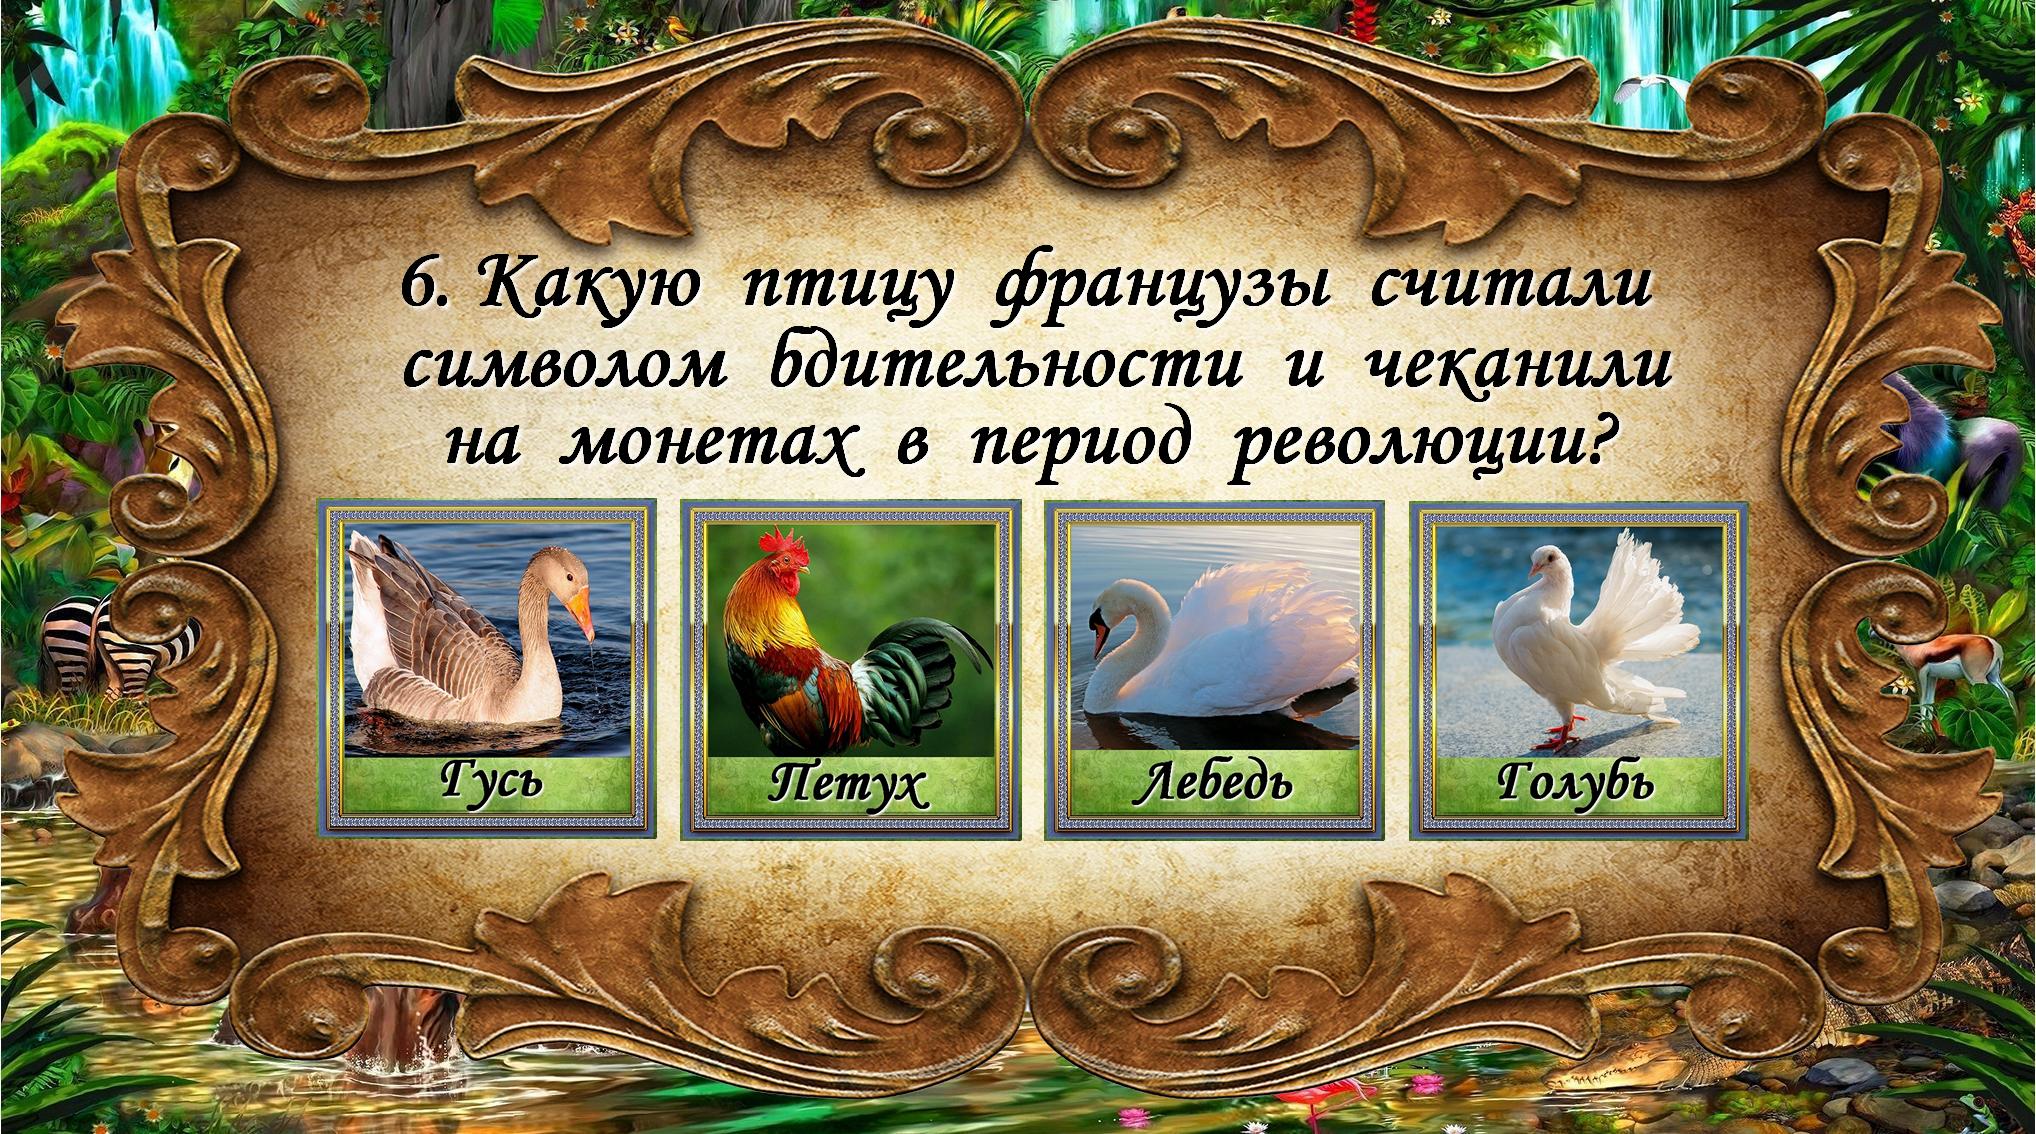 6. Какую птицу французы считали
символом бдительности и чеканили
на монетах в период революции?
Гусь
Петух
Лебедь
Голубь